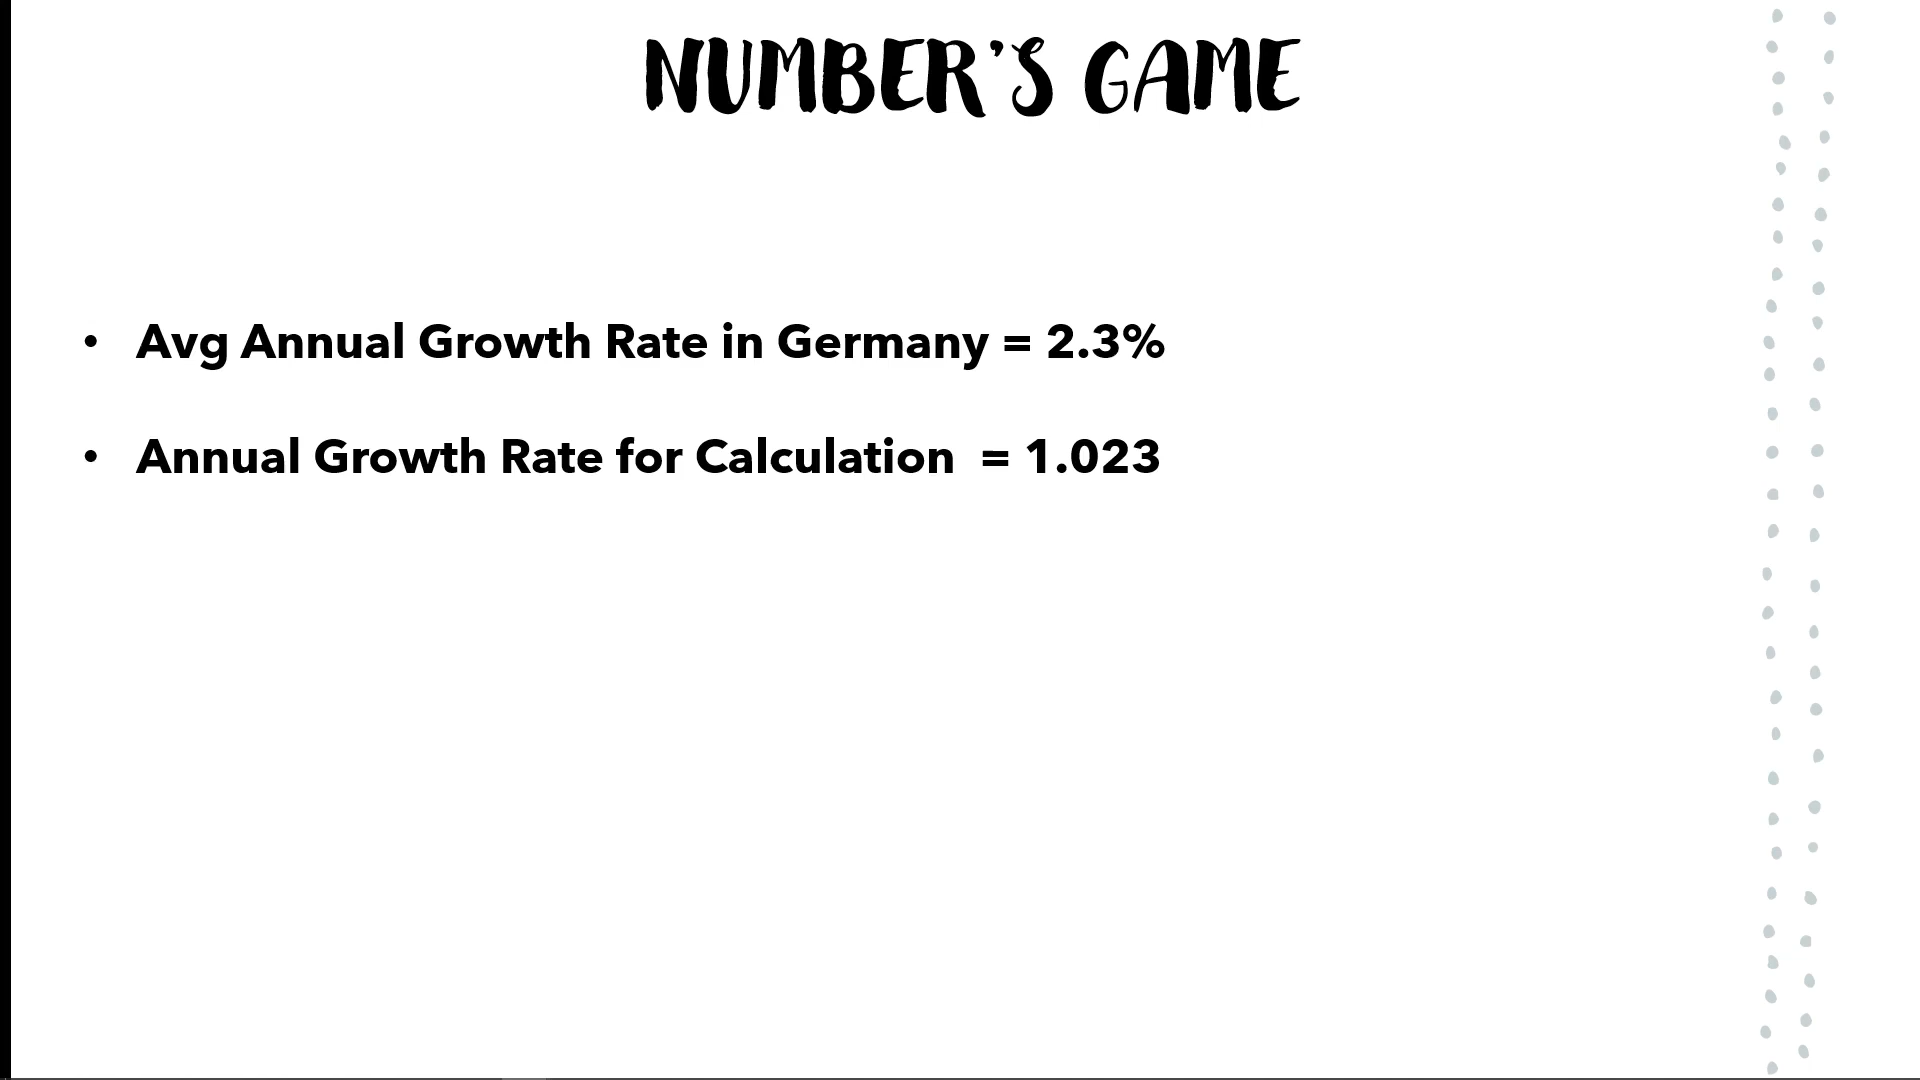 NUMBER'S GAME
• Avg Annual Growth Rate in Germany = 2.3%
• Annual Growth Rate for Calculation  = 1.023